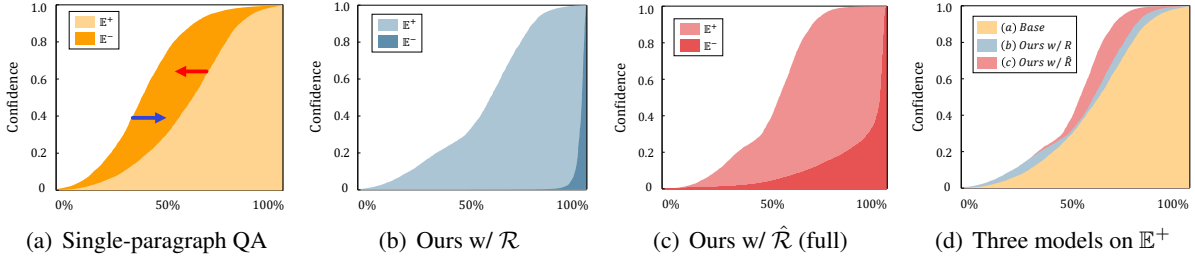 Confidence
1.0
0.8
0.6
0.4
0.2
0
𝔼⁺
𝔼⁻
0%
50%
100%
(a) Single-paragraph QA
Confidence
1.0
0.8
0.6
0.4
0.2
0
𝔼⁺
𝔼⁻
0%
50%
100%
(b) Ours w/ ℛ
Confidence
1.0
0.8
0.6
0.4
0.2
0
𝔼⁺
𝔼⁻
0%
50%
100%
(c) Ours w/ ℛ̂ (full)
Confidence
1.0
0.8
0.6
0.4
0.2
0
(a) Base
(b) Ours w/ R
(c) Ours w/ R̂
0%
50%
100%
(d) Three models on 𝔼⁺